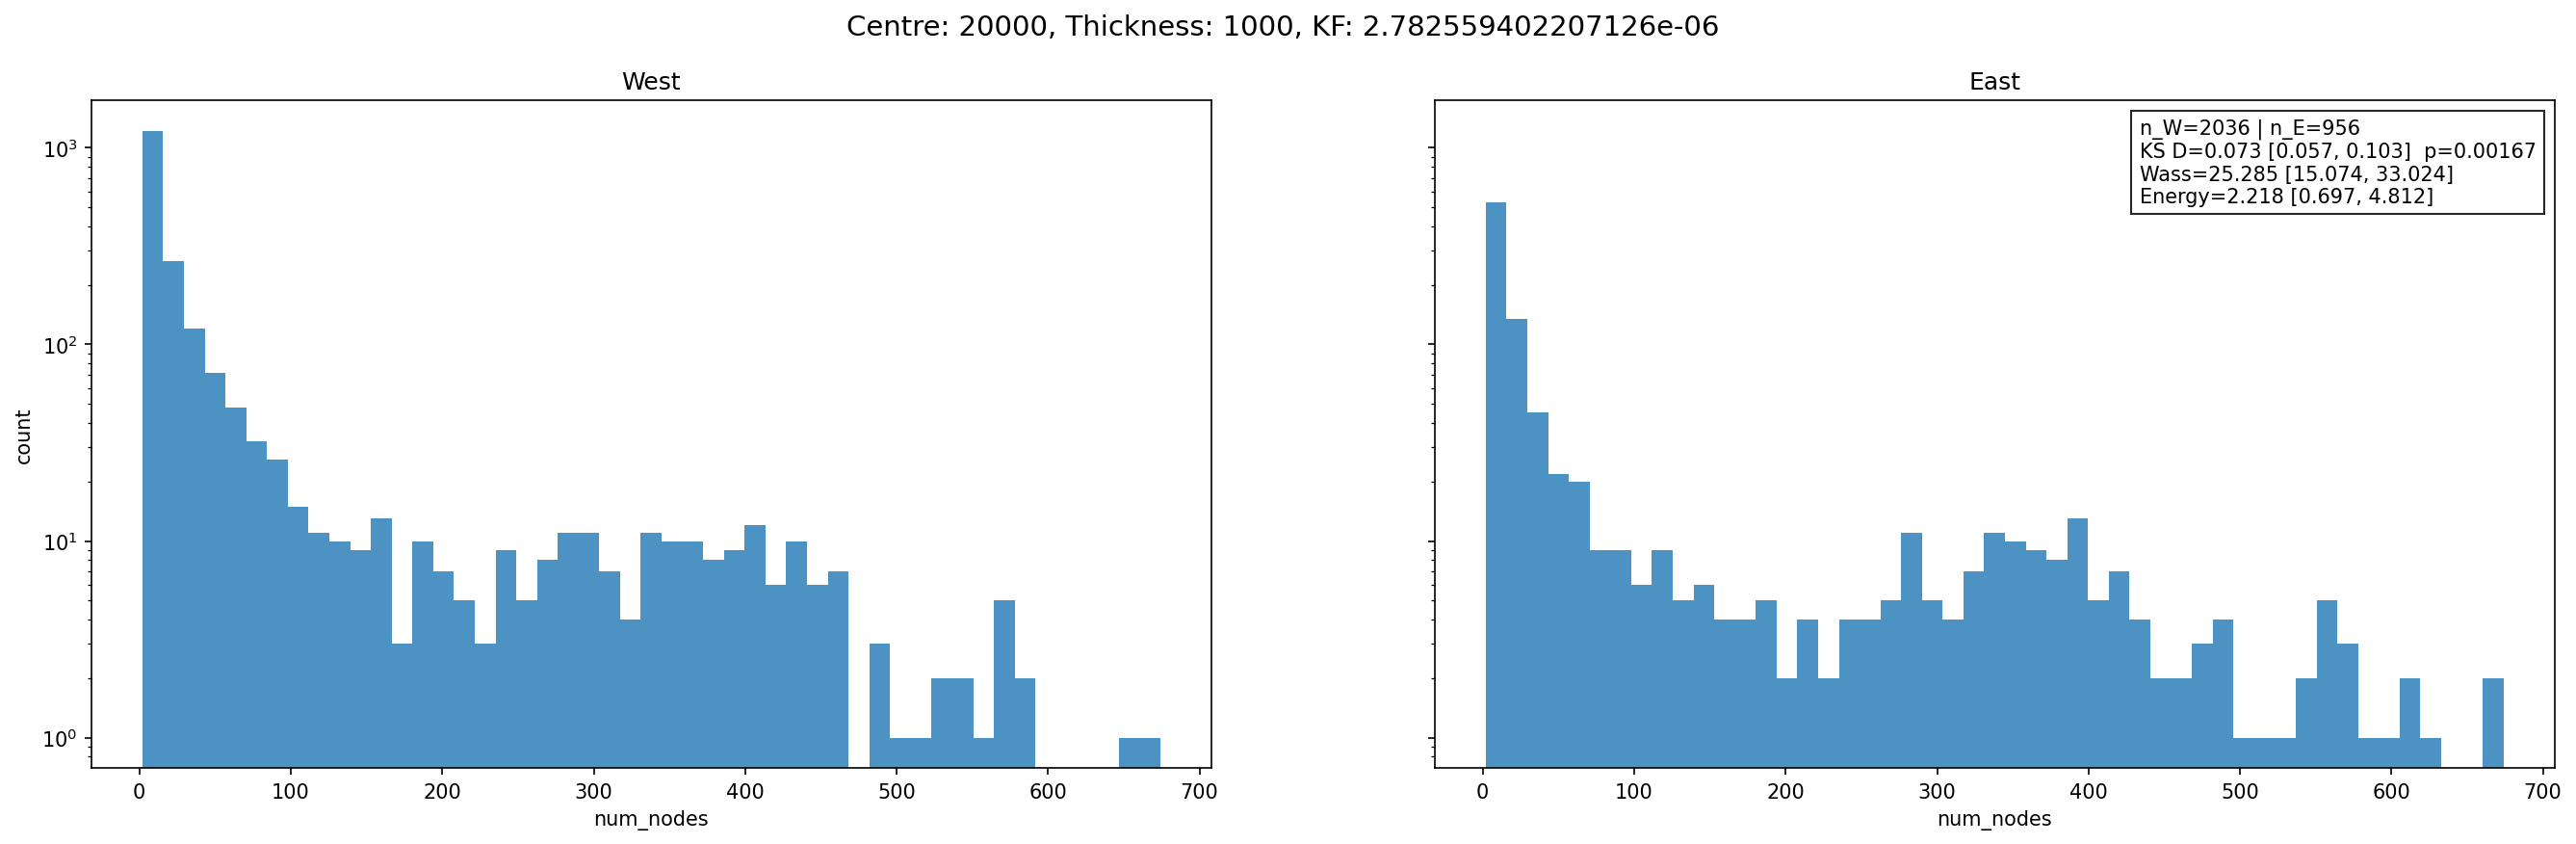 Centre: 20000, Thickness: 1000, KF: 2.782559402207126e-06
West
10³
10²
10¹
10⁰
count
0 100 200 300 400 500 600 700
num_nodes
East
n_W=2036 | n_E=956
KS D=0.073 [0.057, 0.103]  p=0.00167
Wass=25.285 [15.074, 33.024]
Energy=2.218 [0.697, 4.812]
0 100 200 300 400 500 600 700
num_nodes